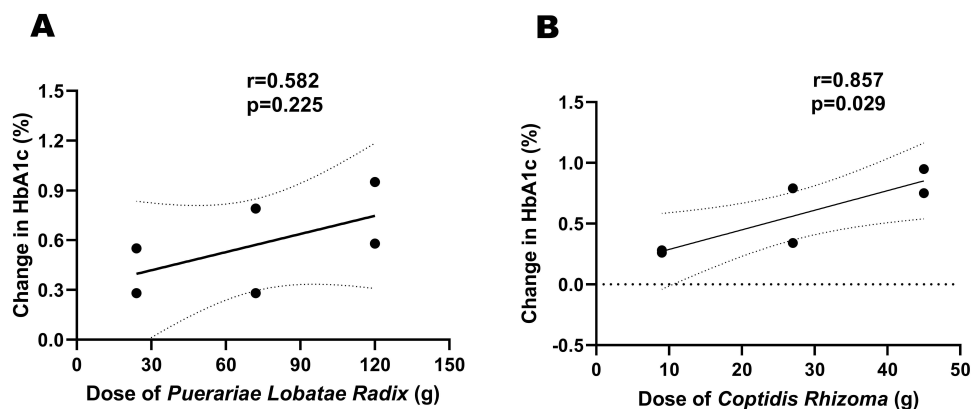 A
r=0.582
p=0.225
Change in HbA1c (%)
1.5
1.2
0.9
0.6
0.3
0.0
0 30 60 90 120 150
Dose of Puerariae Lobatae Radix (g)
B
r=0.857
p=0.029
Change in HbA1c (%)
1.5
1.0
0.5
0.0
-0.5
0 10 20 30 40 50
Dose of Coptidis Rhizoma (g)